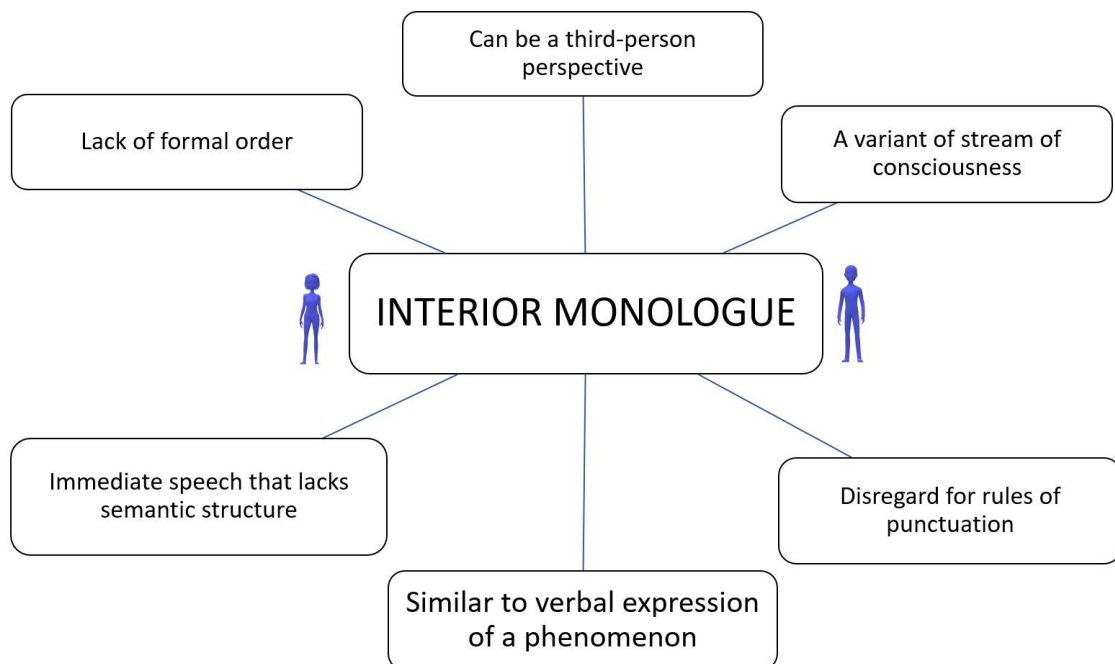 Can be a third-person
perspective
Lack of formal order
A variant of stream of
consciousness
INTERIOR MONOLOGUE
Immediate speech that lacks
semantic structure
Disregard for rules of
punctuation
Similar to verbal expression
of a phenomenon